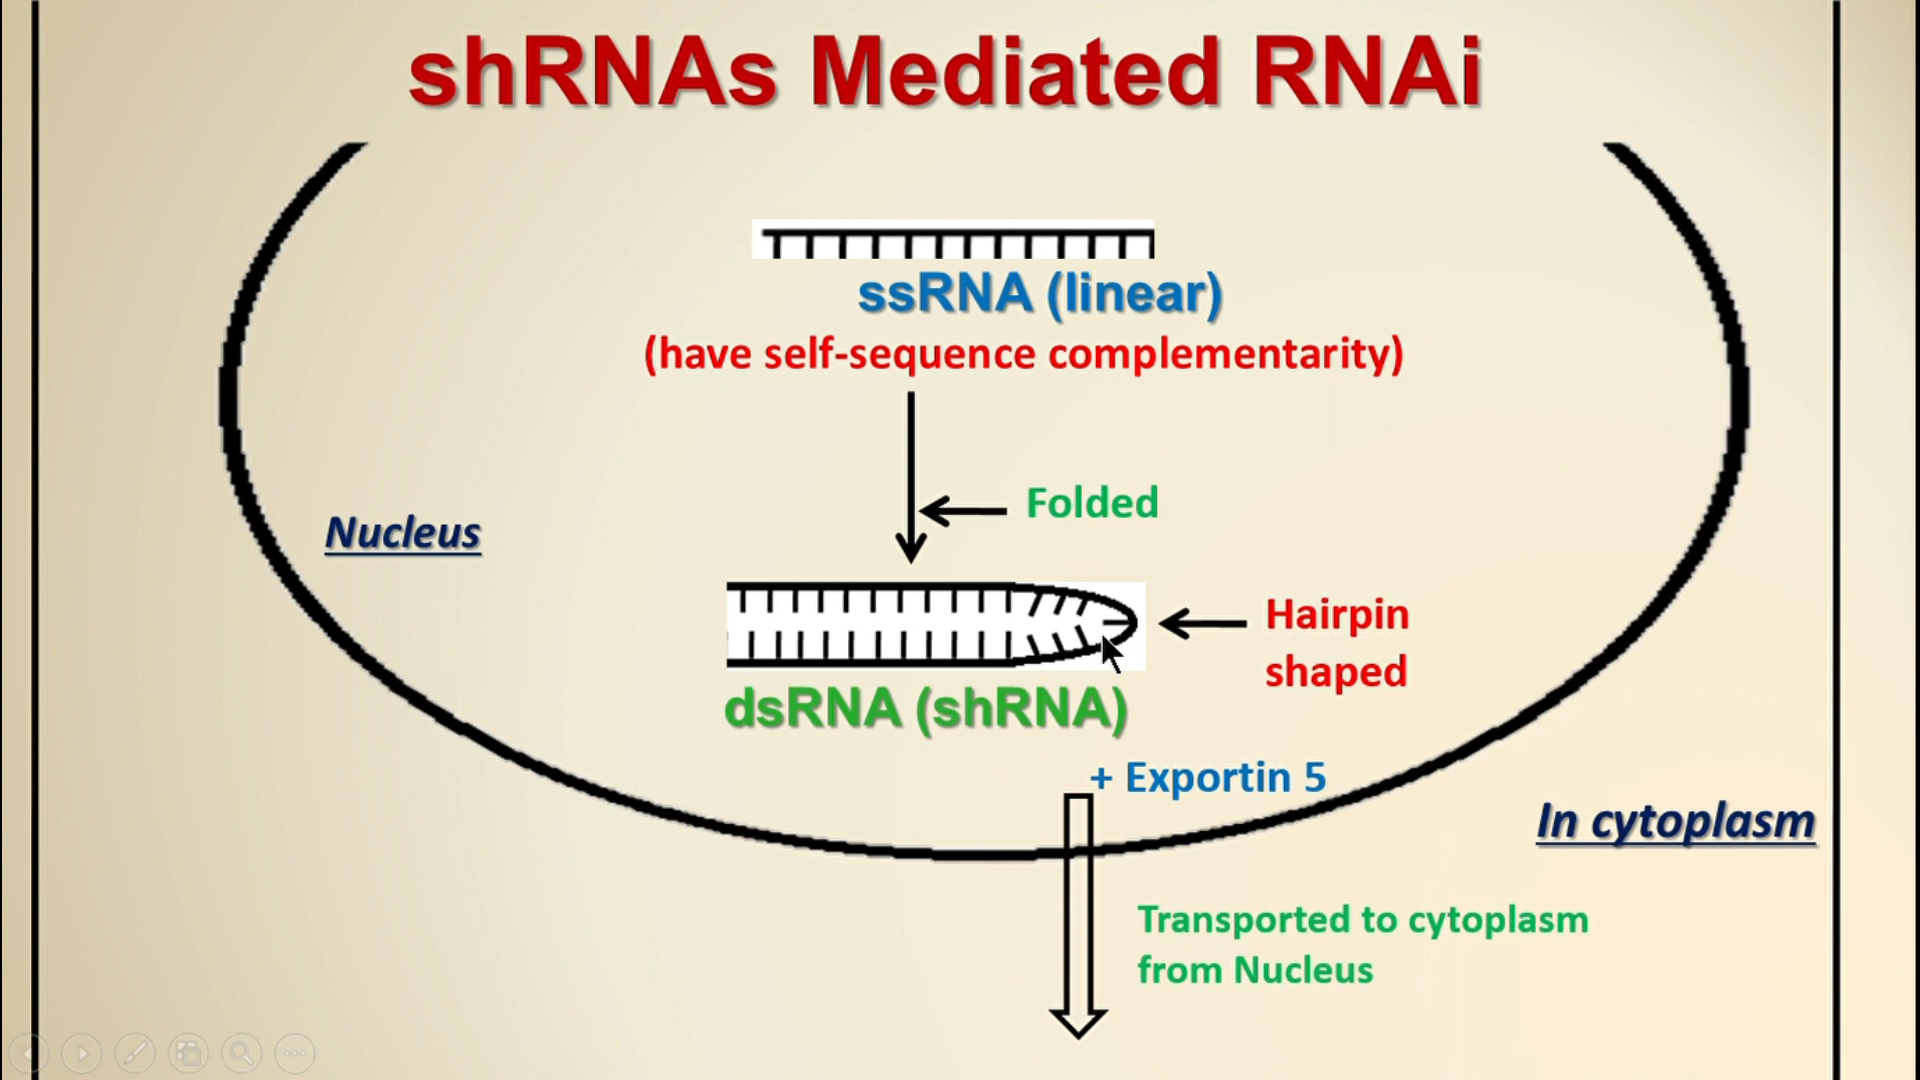 shRNAs Mediated RNAi
ssRNA (linear)
(have self-sequence complementarity)
Folded
Nucleus
Hairpin
shaped
dsRNA (shRNA)
+ Exportin 5
In cytoplasm
Transported to cytoplasm
from Nucleus